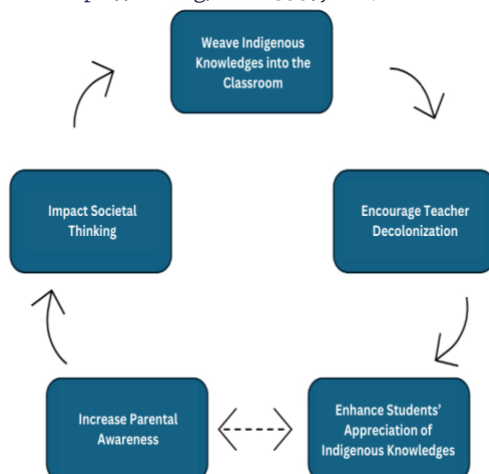 Weave Indigenous
Knowledges into the
Classroom
Impact Societal
Thinking
Encourage Teacher
Decolonization
Increase Parental
Awareness
Enhance Students'
Appreciation of
Indigenous Knowledges